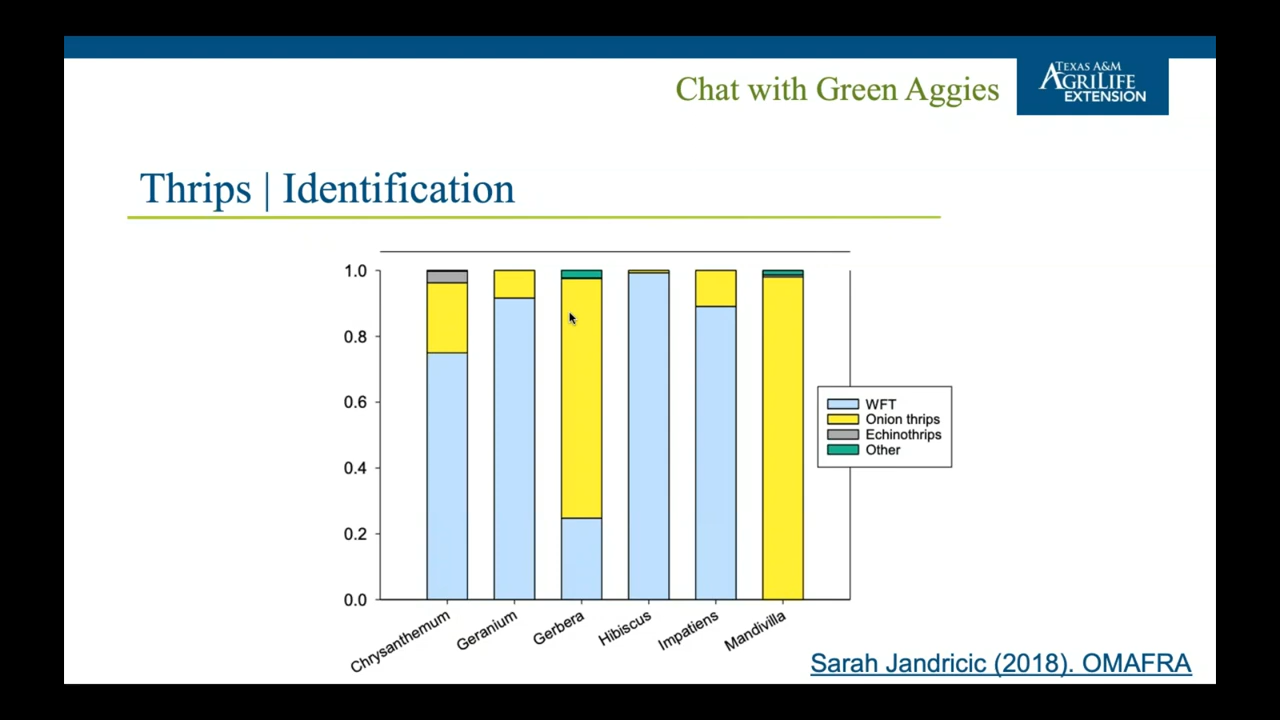 TEXAS A&M
AGRILIFE
EXTENSION
Chat with Green Aggies
Thrips | Identification
1.0
0.8
0.6
0.4
0.2
0.0
WFT
Onion thrips
Echinothrips
Other
Chrysanthemum
Geranium
Gerbera
Hibiscus
Impatiens
Mandivilla
Sarah Jandricic (2018). OMAFRA